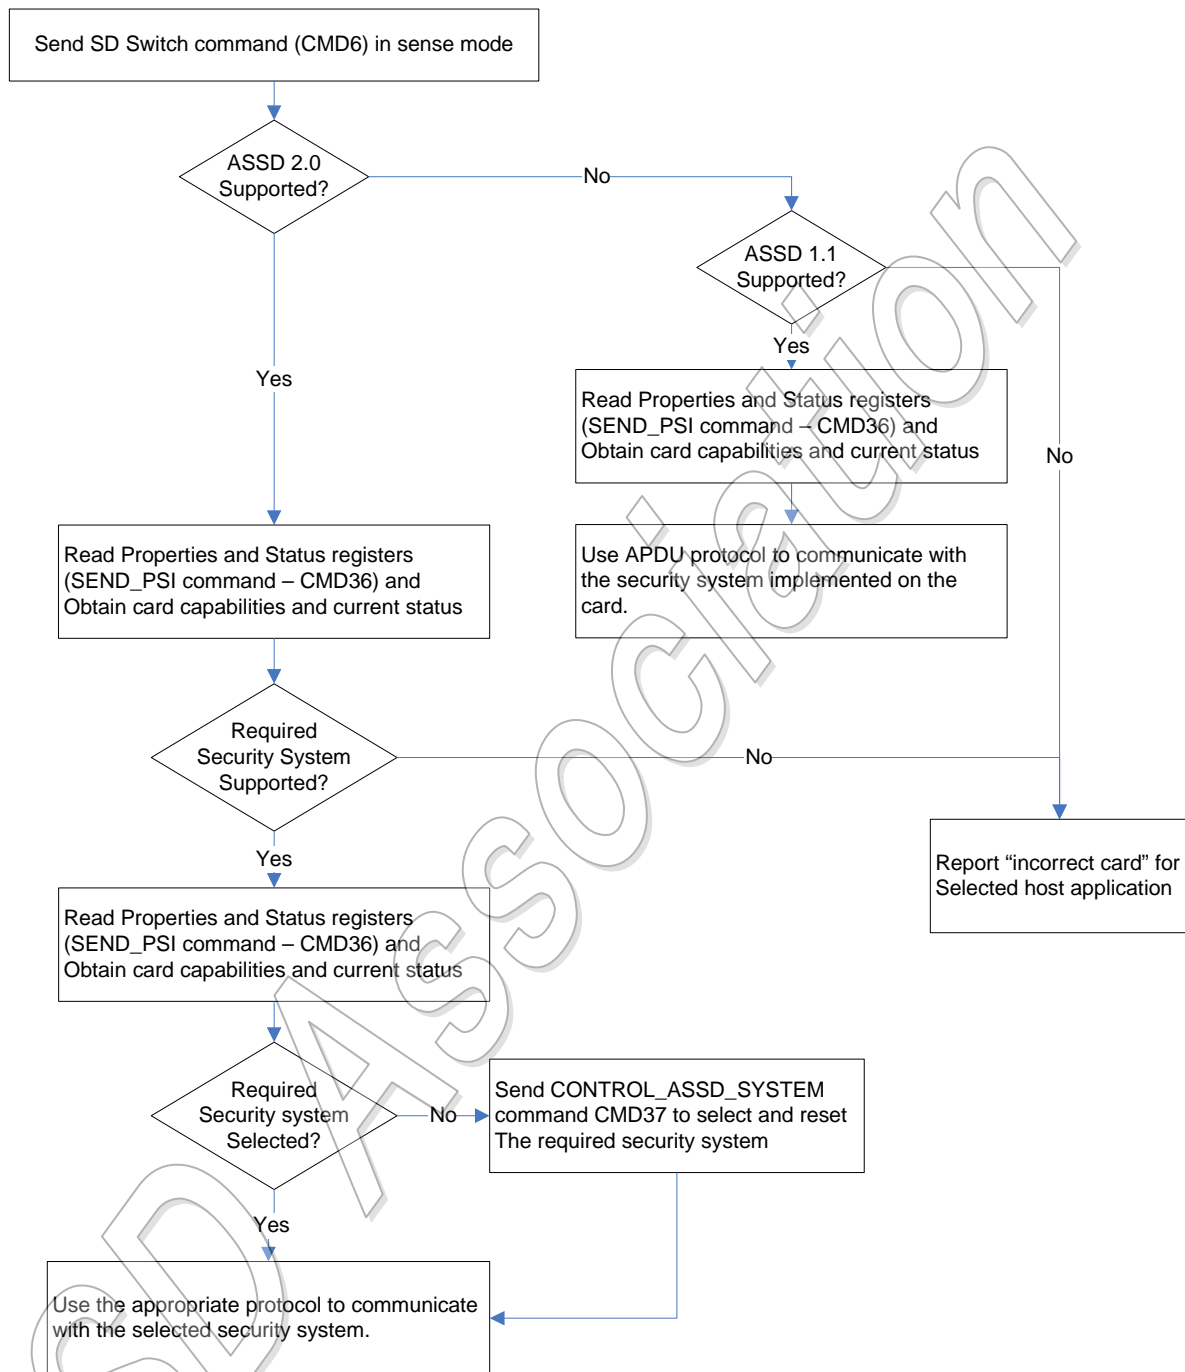 Send SD Switch command (CMD6) in sense mode
ASSD 2.0
Supported?
No
ASSD 1.1
Supported?
Yes
Yes
Read Properties and Status registers
(SEND_PSI command – CMD36) and
Obtain card capabilities and current status
No
Use APDU protocol to communicate with
the security system implemented on the
card.
Read Properties and Status registers
(SEND_PSI command – CMD36) and
Obtain card capabilities and current status
Required
Security System
Supported?
No
Yes
Report “incorrect card” for
Selected host application
Read Properties and Status registers
(SEND_PSI command – CMD36) and
Obtain card capabilities and current status
Required
Security system
Selected?
No
Send CONTROL_ASSD_SYSTEM
command CMD37 to select and reset
The required security system
Yes
Use the appropriate protocol to communicate
with the selected security system.
SD Association